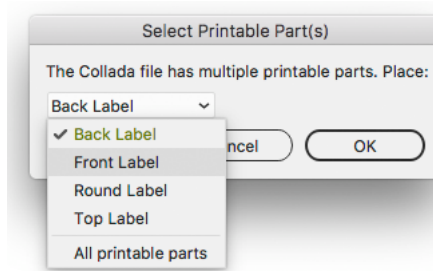 Select Printable Part(s)
The Collada file has multiple printable parts. Place:
Back Label
Back Label
Front Label
Round Label
Top Label
All printable parts
OK